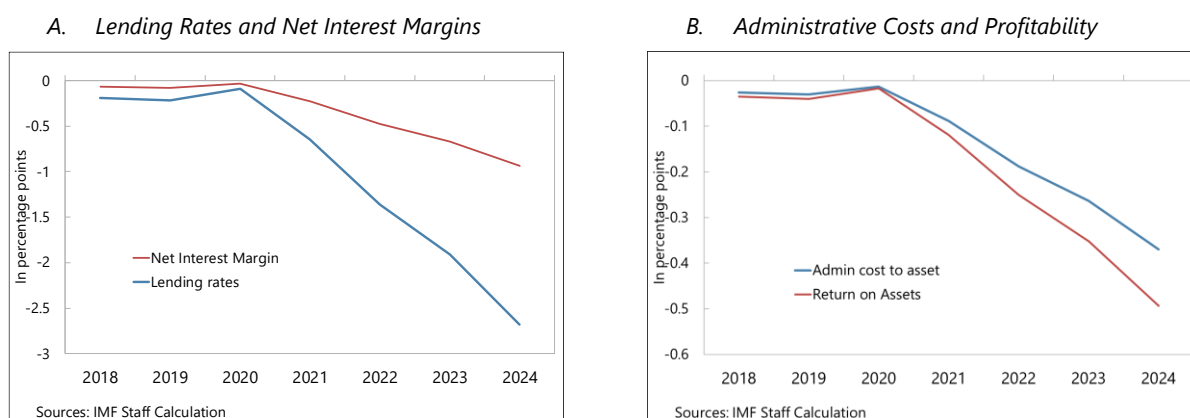 A. Lending Rates and Net Interest Margins
0
-0.5
-1
-1.5
-2
-2.5
-3
In percentage points
Net Interest Margin
Lending rates
2018 2019 2020 2021 2022 2023 2024
Sources: IMF Staff Calculation
B. Administrative Costs and Profitability
0
-0.1
-0.2
-0.3
-0.4
-0.5
-0.6
In percentage points
Admin cost to asset
Return on Assets
2018 2019 2020 2021 2022 2023 2024
Sources: IMF Staff Calculation